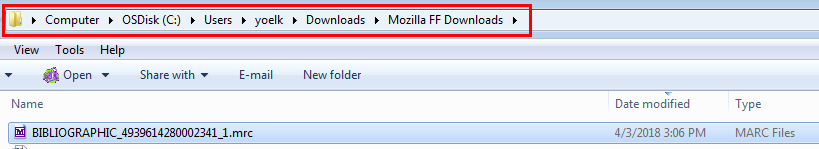 Computer OSDisk (C:) Users yoelk Downloads Mozilla FF Downloads
View Tools Help
Open Share with E-mail New folder
Name Date modified Type
BIBLIOGRAPHIC_4939614280002341_1.mrc 4/3/2018 3:06 PM MARC Files